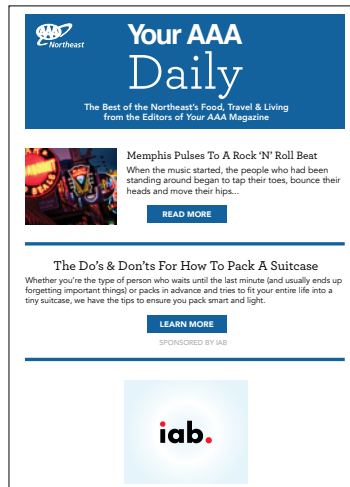 AAA
Northeast
Your AAA
Daily
The Best of the Northeast's Food, Travel & Living
from the Editors of Your AAA Magazine
Memphis Pulses To A Rock 'N' Roll Beat
When the music started, the people who had been
standing around began to tap their toes, bounce their
heads and move their hips...
READ MORE
The Do's & Don'ts For How To Pack A Suitcase
Whether you're the type of person who waits until the last minute (and usually ends up
forgetting important things) or packs in advance and tries to fit your entire life into a
tiny suitcase, we have the tips to ensure you pack smart and light.
LEARN MORE
SPONSORED BY IAB
iab.